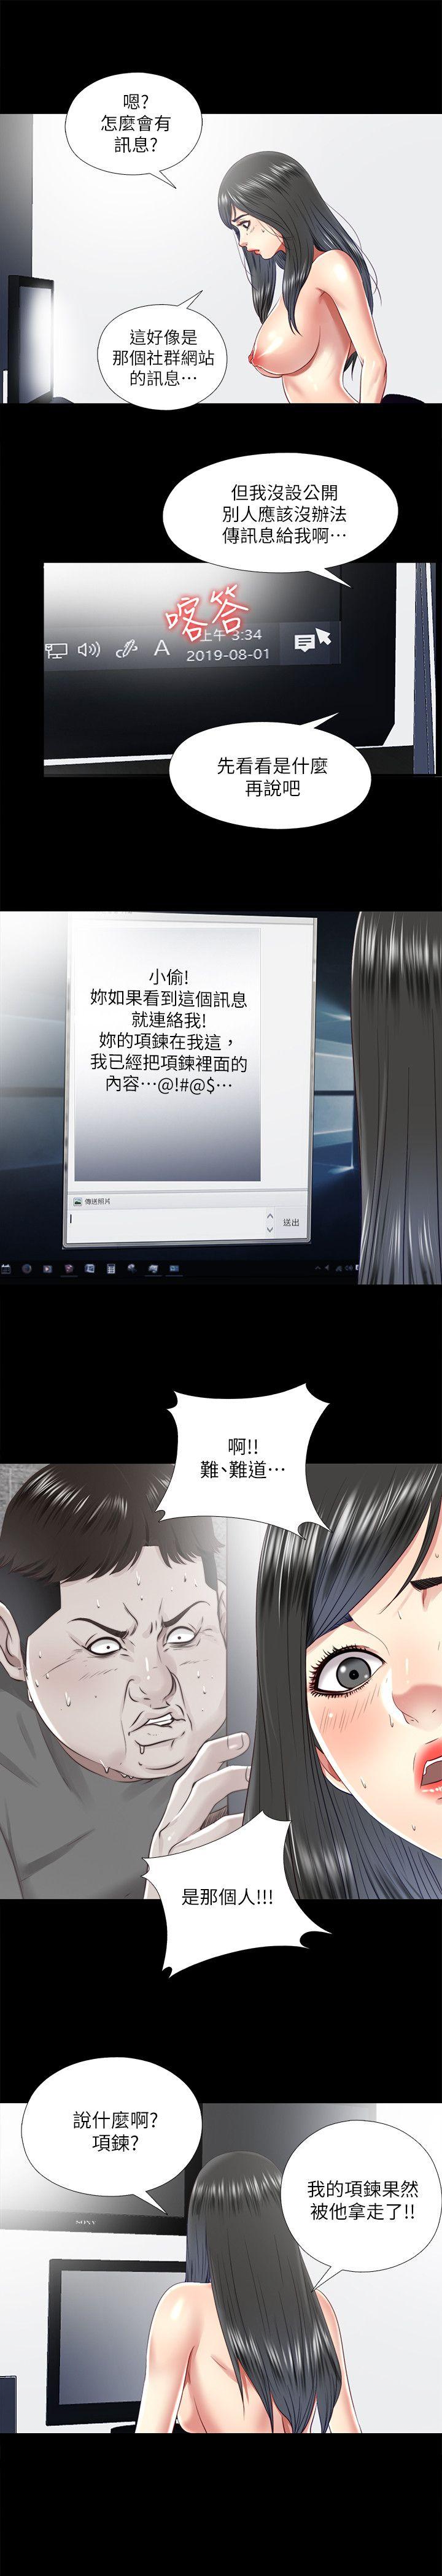 嗯?
怎麼會有
訊息?
這好像是
那個社群網站
的訊息⋯
但我沒設公開
別人應該沒辦法
傳訊息給我啊⋯
喀答
上午 3:34
A
2019-08-01
先看看是什麼
再說吧
小偷!
妳如果看到這個訊息
就連絡我!
妳的項鍊在我這,
我已經把項鍊裡面的
內容⋯@!#@$⋯
傳送照片
送出
啊!!
難、難道⋯
是那個人!!!
說什麼啊?
項鍊?
我的項鍊果然
被他拿走了!!
SONY